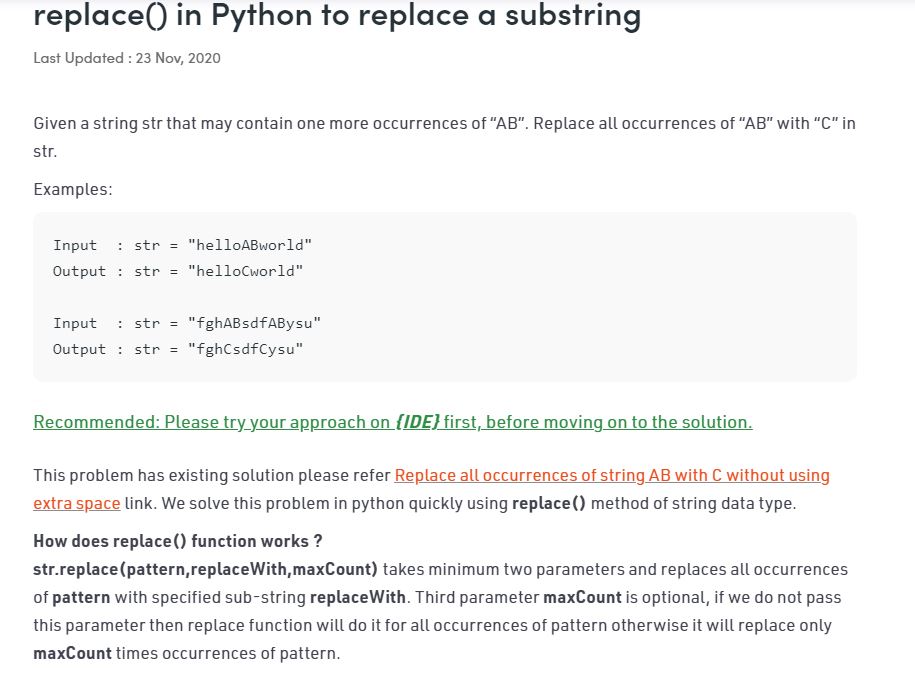 replace() in Python to replace a substring
Last Updated : 23 Nov, 2020
Given a string str that may contain one more occurrences of “AB”. Replace all occurrences of “AB” with “C” in
str.
Examples:
Input  : str = "helloABworld"
Output : str = "helloCworld"
Input  : str = "fghABsdfABysu"
Output : str = "fghCsdfCysu"
Recommended: Please try your approach on {IDE} first, before moving on to the solution.
This problem has existing solution please refer Replace all occurrences of string AB with C without using
extra space link. We solve this problem in python quickly using replace() method of string data type.
How does replace() function works ?
str.replace(pattern,replaceWith,maxCount) takes minimum two parameters and replaces all occurrences
of pattern with specified sub-string replaceWith. Third parameter maxCount is optional, if we do not pass
this parameter then replace function will do it for all occurrences of pattern otherwise it will replace only
maxCount times occurrences of pattern.